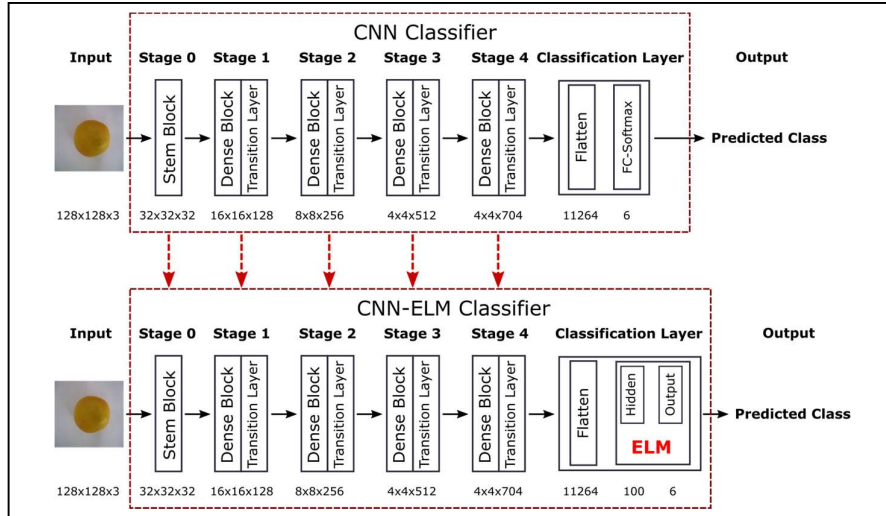 CNN Classifier
Input Stage 0 Stage 1 Stage 2 Stage 3 Stage 4 Classification Layer Output
Stem Block
Dense Block
Transition Layer
Dense Block
Transition Layer
Dense Block
Transition Layer
Dense Block
Transition Layer
Flatten
FC-Softmax
Predicted Class
128x128x3 32x32x32 16x16x128 8x8x256 4x4x512 4x4x704 11264 6
CNN-ELM Classifier
Input Stage 0 Stage 1 Stage 2 Stage 3 Stage 4 Classification Layer Output
Stem Block
Dense Block
Transition Layer
Dense Block
Transition Layer
Dense Block
Transition Layer
Dense Block
Transition Layer
Flatten
Hidden
Output
ELM
Predicted Class
128x128x3 32x32x32 16x16x128 8x8x256 4x4x512 4x4x704 11264 100 6